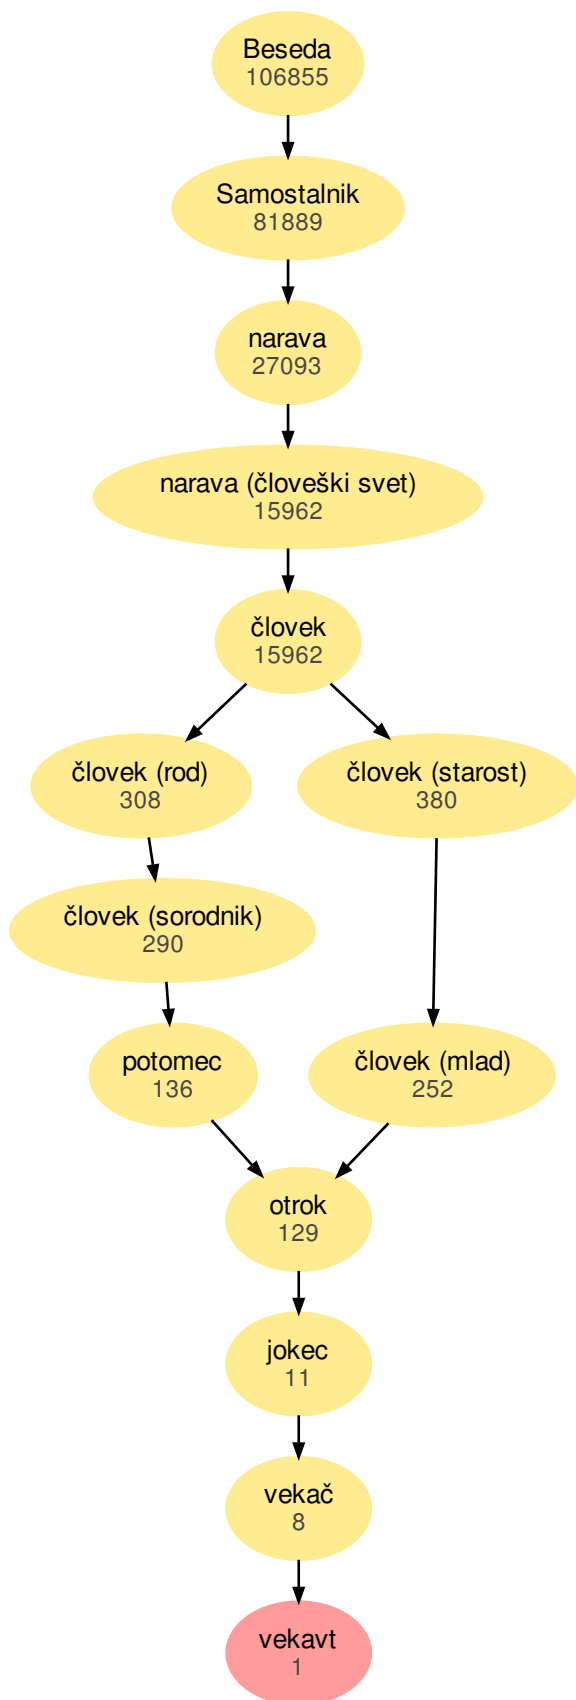 Beseda
106855
Samostalnik
81889
narava
27093
narava (človeški svet)
15962
človek
15962
človek (rod)
308
človek (starost)
380
človek (sorodnik)
290
potomec
136
človek (mlad)
252
otrok
129
jokec
11
vekač
8
vekavt
1